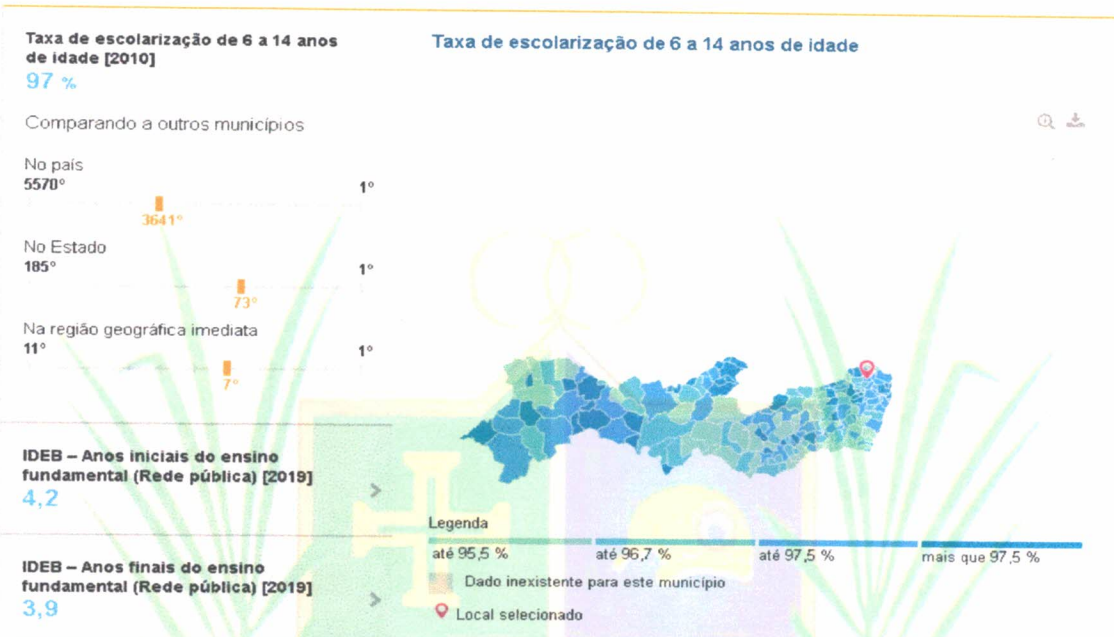 Taxa de escolarização de 6 a 14 anos
de idade [2010]
97 %
Comparando a outros municípios
No país
5570°
1°
3641°
No Estado
185°
1°
73°
Na região geográfica imediata
11°
1°
7°
IDEB – Anos iniciais do ensino
fundamental (Rede pública) [2019]
4,2
IDEB – Anos finais do ensino
fundamental (Rede pública) [2019]
3,9
Taxa de escolarização de 6 a 14 anos de idade
Legenda
até 95,5 %
até 96,7 %
até 97,5 %
mais que 97,5 %
Dado inexistente para este município
Local selecionado